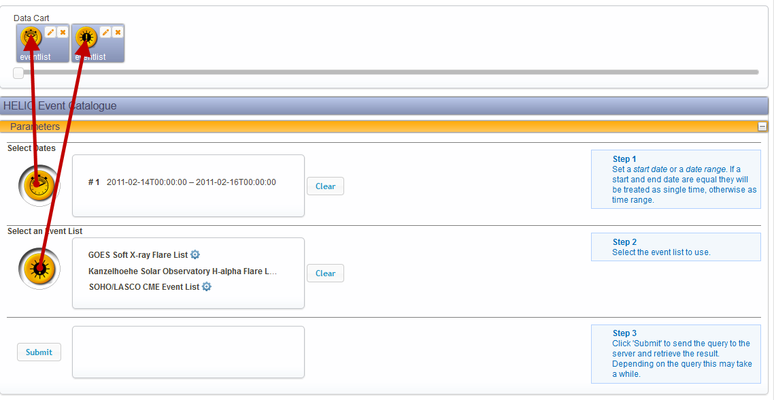 Data Cart
eventlist
eventlist
HELIO Event Catalogue
Parameters
Select Dates
# 1 2011-02-14T00:00:00 – 2011-02-16T00:00:00
Clear
Step 1
Set a start date or a date range. If a
start and end date are equal they will
be treated as single time, otherwise as
time range.
Select an Event List
GOES Soft X-ray Flare List
Kanzelhoehe Solar Observatory H-alpha Flare L...
SOHO/LASCO CME Event List
Clear
Step 2
Select the event list to use.
Submit
Step 3
Click 'Submit' to send the query to the
server and retrieve the result.
Depending on the query this may take
a while.